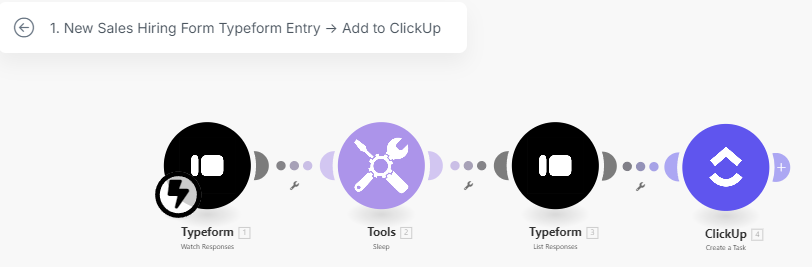 1. New Sales Hiring Form Typeform Entry → Add to ClickUp
Typeform 1
Watch Responses
Tools 2
Sleep
Typeform 3
List Responses
ClickUp 4
Create a Task